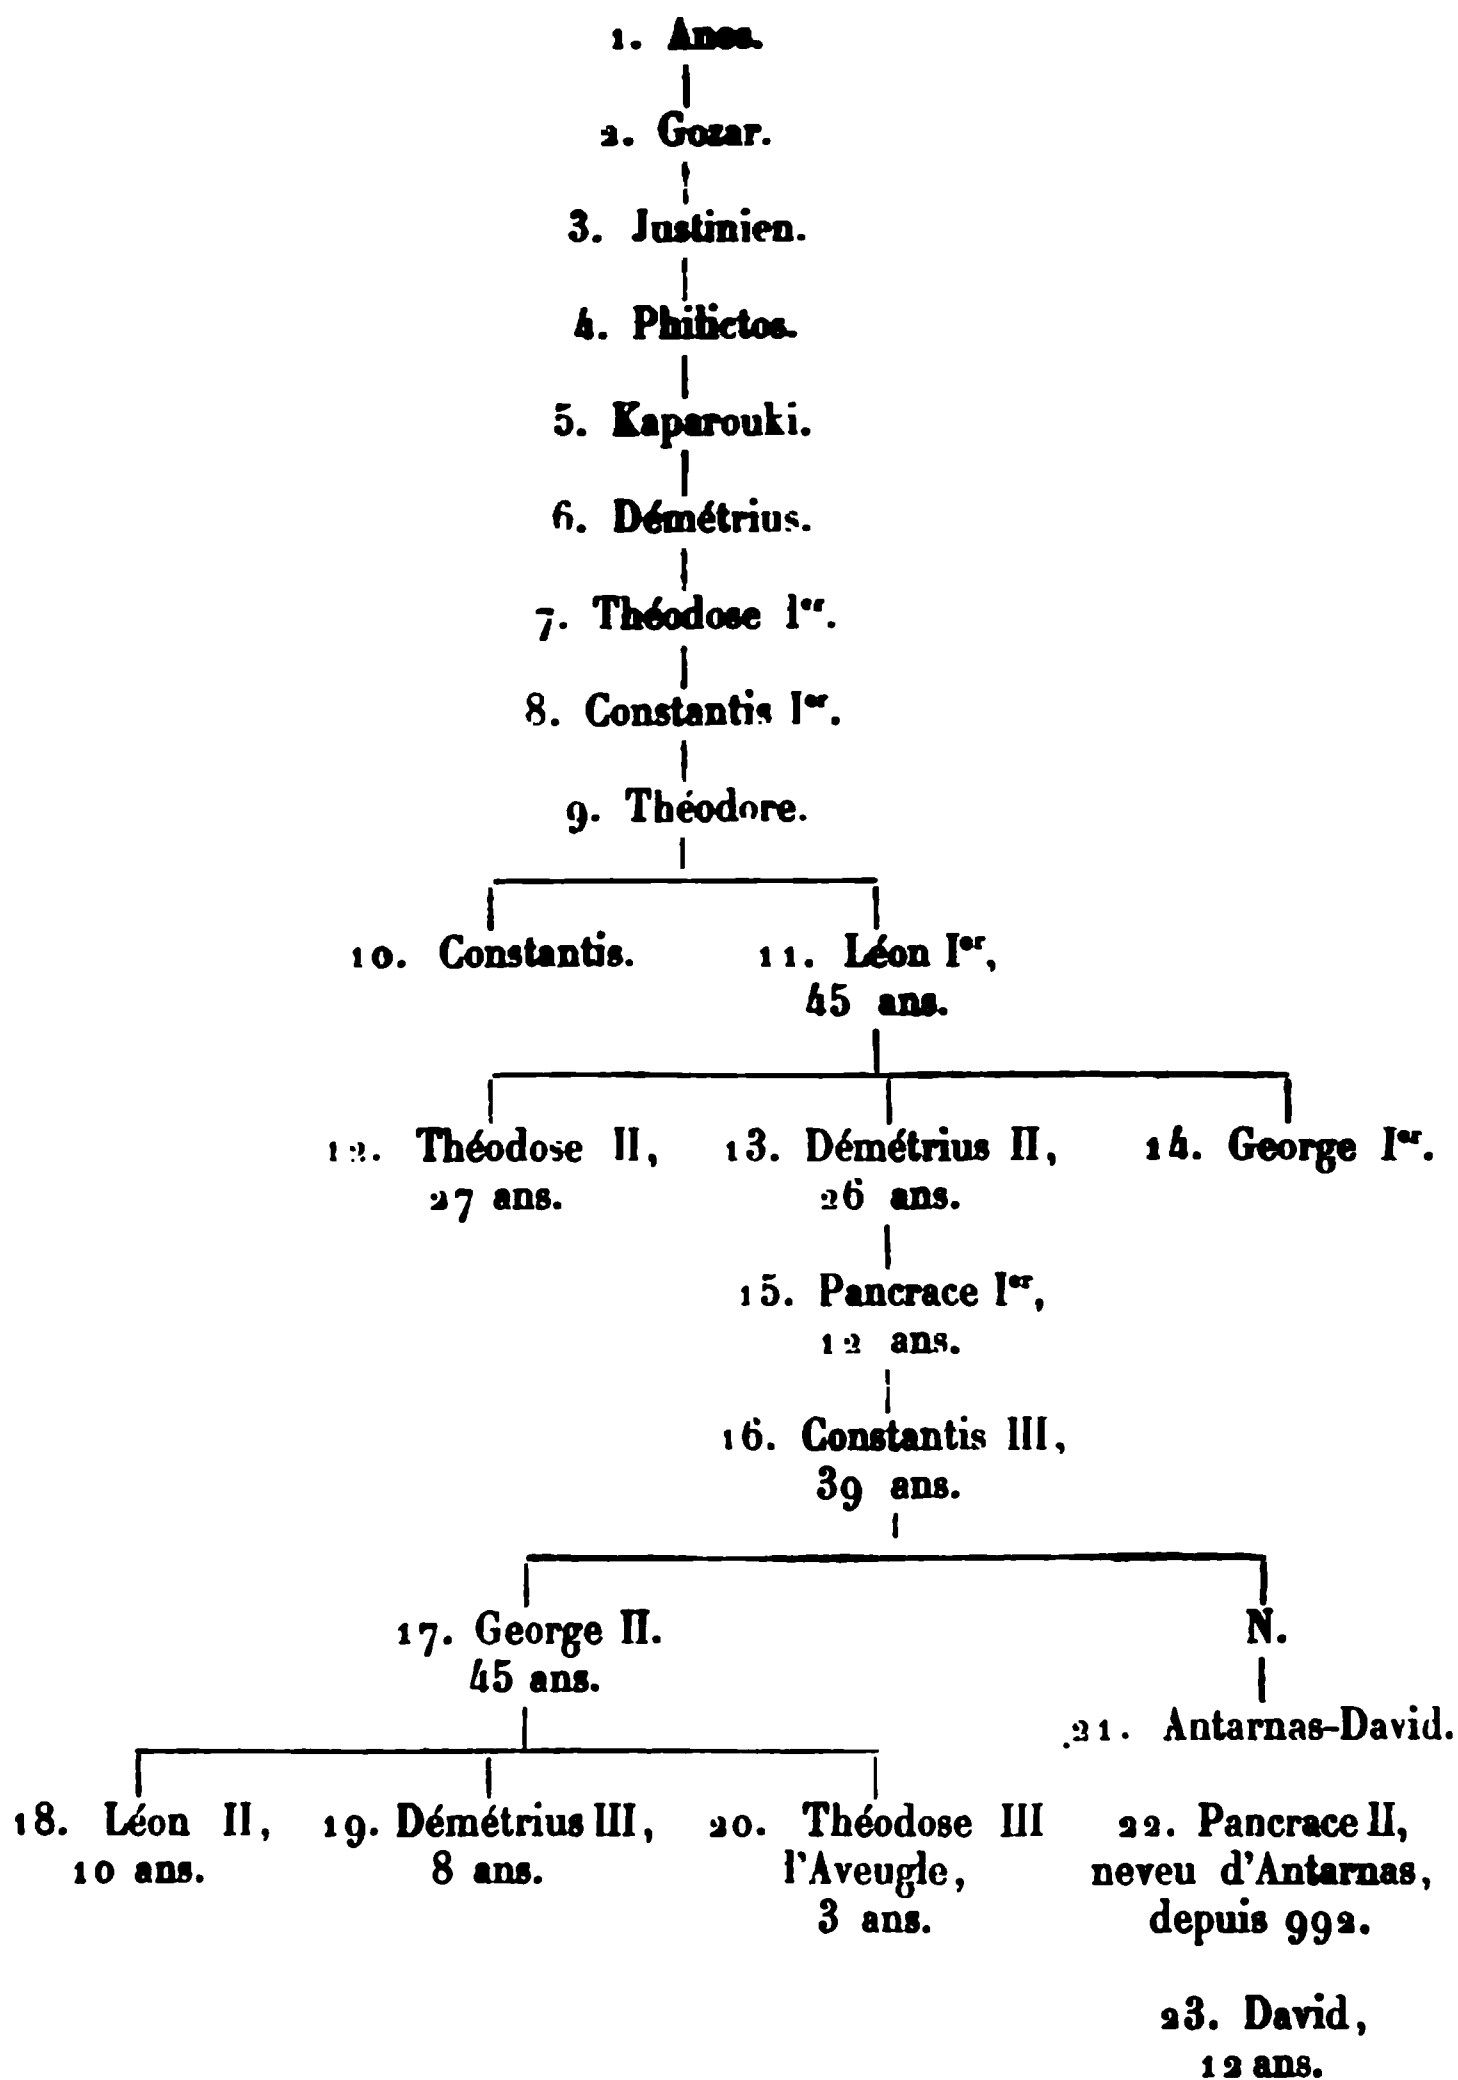 1. Anos.
2. Gozar.
3. Justinien.
4. Philictos.
5. Kaparouki.
6. Démétrius.
7. Théodose Ier.
8. Constantis Ier.
9. Théodore.
10. Constantis. 11. Léon Ier,
45 ans.
12. Théodose II, 13. Démétrius II, 14. George Ier.
27 ans. 26 ans.
15. Pancrace Ier,
12 ans.
16. Constantis III,
39 ans.
17. George II. N.
45 ans.
21. Antarnas-David.
18. Léon II, 19. Démétrius III, 20. Théodose III 22. Pancrace II,
10 ans. 8 ans. l'Aveugle, neveu d'Antarnas,
3 ans. depuis 992.
23. David,
12 ans.